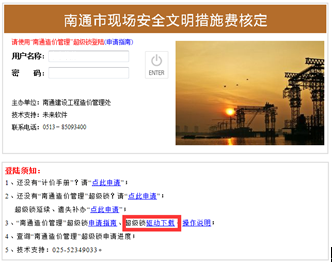 南通市现场安全文明措施费核定
请使用“南通造价管理”超级锁登陆(申请指南)
用户名称:
密　码:
ENTER
主办单位：南通建设工程造价管理处
技术支持：未来软件
联系电话：0513－85093400
登陆须知：
1、还没有“计价手册”？请“点此申请”；
2、还没有“南通造价管理”超级锁？请“点此申请”；
超级锁延续、遗失补办“点此申请”；
3、“南通造价管理”超级锁申请指南、超级锁驱动下载、操作说明；
4、查询“南通造价管理”超级锁申请进度；
5、技术支持：025-52349033。